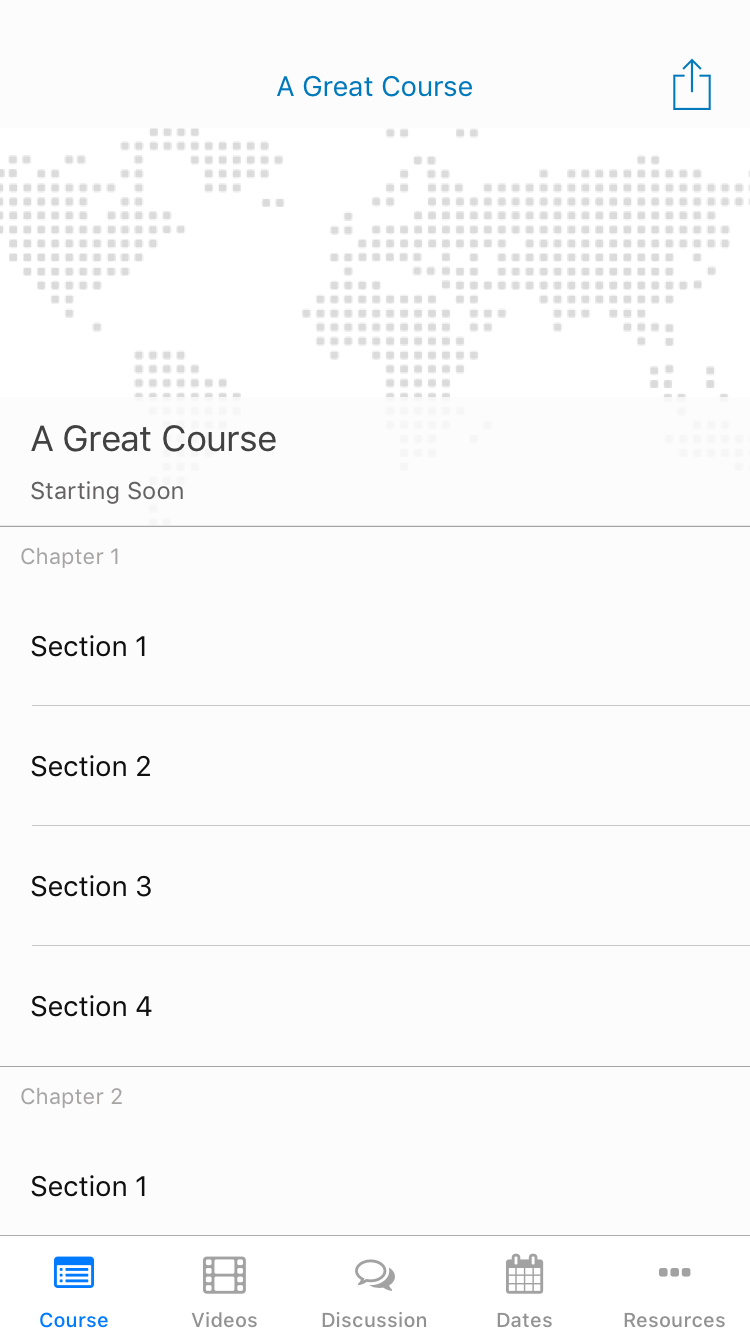 A Great Course
A Great Course
Starting Soon
Chapter 1
Section 1
Section 2
Section 3
Section 4
Chapter 2
Section 1
Course Videos Discussion Dates Resources